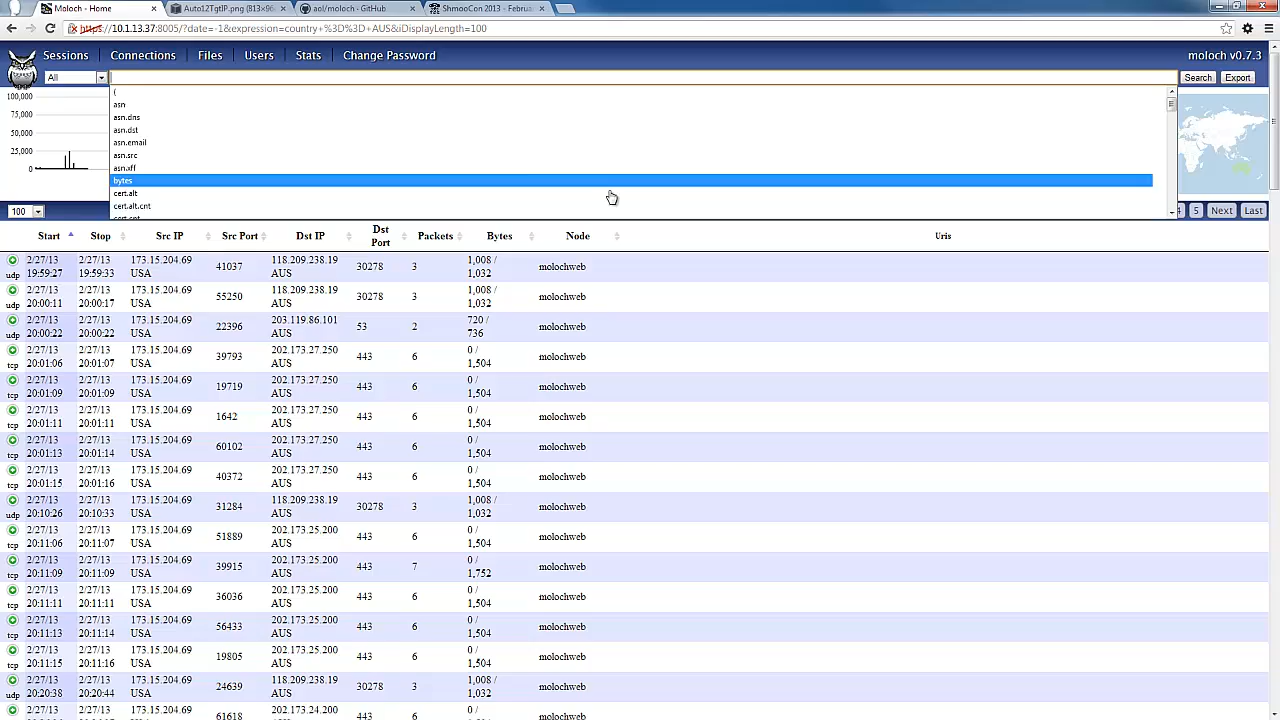 Moloch - Home
Auto12TgtIP.png (813×96
aol/moloch - GitHub
ShmooCon 2013 - Februa
https://10.1.13.37:8005/?date=-1&expression=country+%3D%3D+AUS&iDisplayLength=100
Sessions Connections Files Users Stats Change Password moloch v0.7.3
All Search Export
100,000
75,000
50,000
25,000
0
(
asn
asn.dns
asn.dst
asn.email
asn.src
asn.xff
bytes
cert.alt
cert.alt.cnt
cert.cnt
100 4 5 Next Last
Start Stop Src IP Src Port Dst IP Dst Port Packets Bytes Node Uris
udp 2/27/13 19:59:27 2/27/13 19:59:33 173.15.204.69 USA 41037 118.209.238.19 AUS 30278 3 1,008 / 1,032 molochweb
udp 2/27/13 20:00:11 2/27/13 20:00:17 173.15.204.69 USA 55250 118.209.238.19 AUS 30278 3 1,008 / 1,032 molochweb
udp 2/27/13 20:00:22 2/27/13 20:00:22 173.15.204.69 USA 22396 203.119.86.101 AUS 53 2 720 / 736 molochweb
tcp 2/27/13 20:01:06 2/27/13 20:01:07 173.15.204.69 USA 39793 202.173.27.250 AUS 443 6 0 / 1,504 molochweb
tcp 2/27/13 20:01:09 2/27/13 20:01:09 173.15.204.69 USA 19719 202.173.27.250 AUS 443 6 0 / 1,504 molochweb
tcp 2/27/13 20:01:11 2/27/13 20:01:11 173.15.204.69 USA 1642 202.173.27.250 AUS 443 6 0 / 1,504 molochweb
tcp 2/27/13 20:01:13 2/27/13 20:01:14 173.15.204.69 USA 60102 202.173.27.250 AUS 443 6 0 / 1,504 molochweb
tcp 2/27/13 20:01:15 2/27/13 20:01:16 173.15.204.69 USA 40372 202.173.27.250 AUS 443 6 0 / 1,504 molochweb
udp 2/27/13 20:10:26 2/27/13 20:10:33 173.15.204.69 USA 31284 118.209.238.19 AUS 30278 3 1,008 / 1,032 molochweb
tcp 2/27/13 20:11:06 2/27/13 20:11:07 173.15.204.69 USA 51889 202.173.25.200 AUS 443 6 0 / 1,504 molochweb
tcp 2/27/13 20:11:09 2/27/13 20:11:09 173.15.204.69 USA 39915 202.173.25.200 AUS 443 7 0 / 1,752 molochweb
tcp 2/27/13 20:11:11 2/27/13 20:11:11 173.15.204.69 USA 36036 202.173.25.200 AUS 443 6 0 / 1,504 molochweb
tcp 2/27/13 20:11:13 2/27/13 20:11:14 173.15.204.69 USA 56433 202.173.25.200 AUS 443 6 0 / 1,504 molochweb
tcp 2/27/13 20:11:15 2/27/13 20:11:16 173.15.204.69 USA 19805 202.173.25.200 AUS 443 6 0 / 1,504 molochweb
udp 2/27/13 20:20:38 2/27/13 20:20:44 173.15.204.69 USA 24639 118.209.238.19 AUS 30278 3 1,008 / 1,032 molochweb
2/27/13 2/27/13 173.15.204.69 61618 202.173.24.200 443 6 0 / molochweb